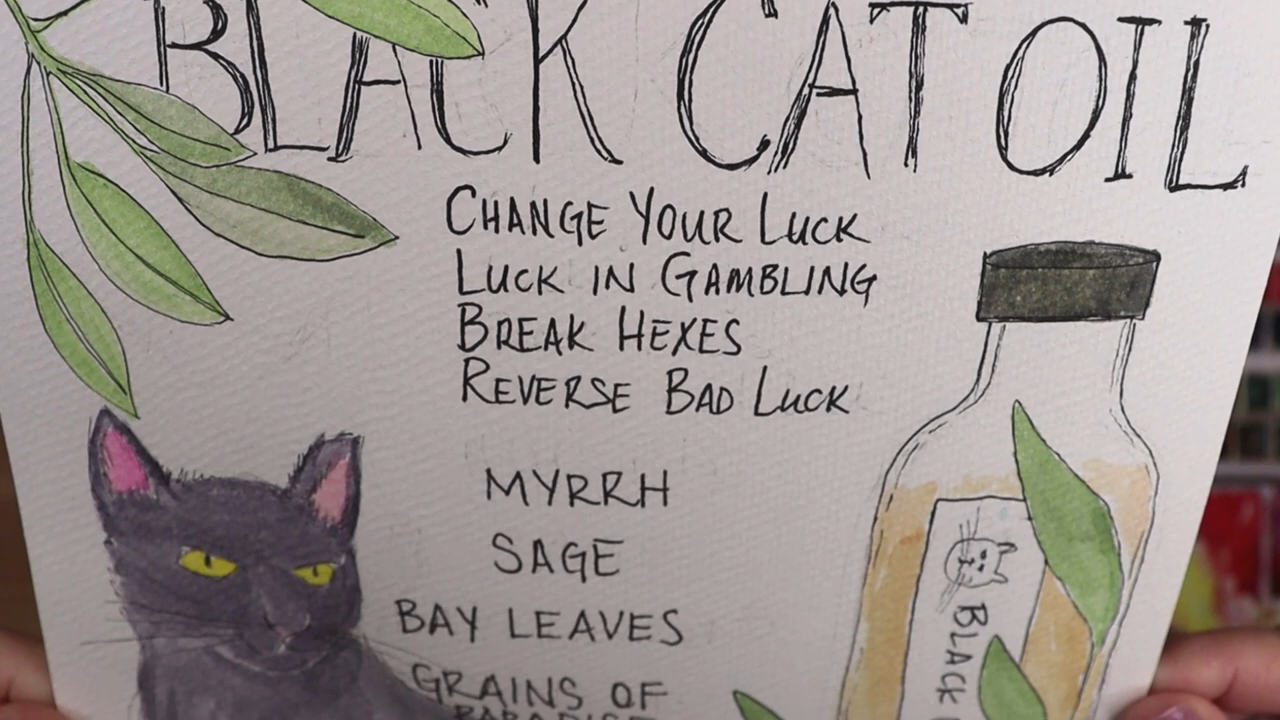 BLACK CAT OIL
CHANGE YOUR LUCK
LUCK IN GAMBLING
BREAK HEXES
REVERSE BAD LUCK
MYRRH
SAGE
BAY LEAVES
GRAINS OF
PARADISE
BLACK